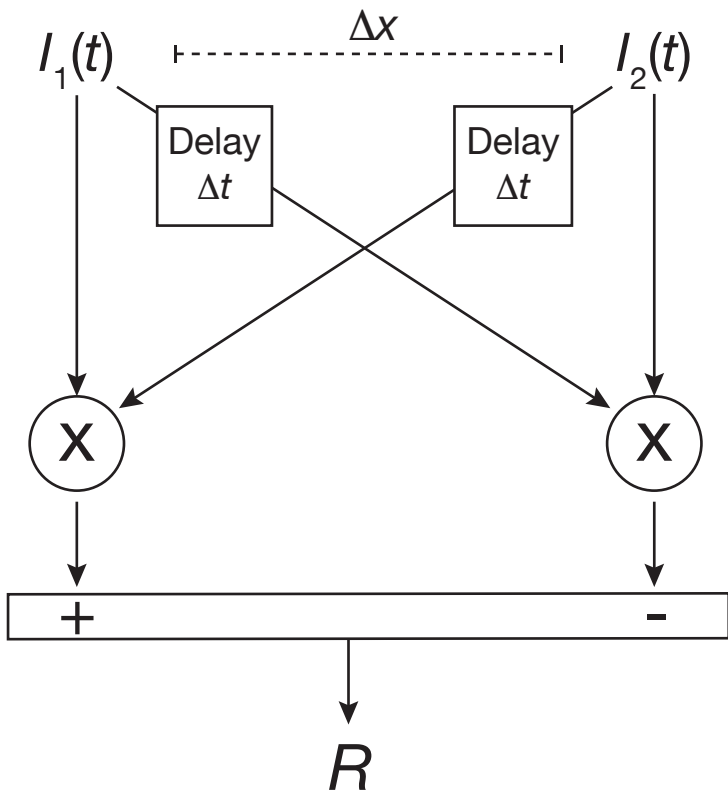 Δx
I₁(t) I₂(t)
Delay Delay
Δt Δt
X X
+ -
R